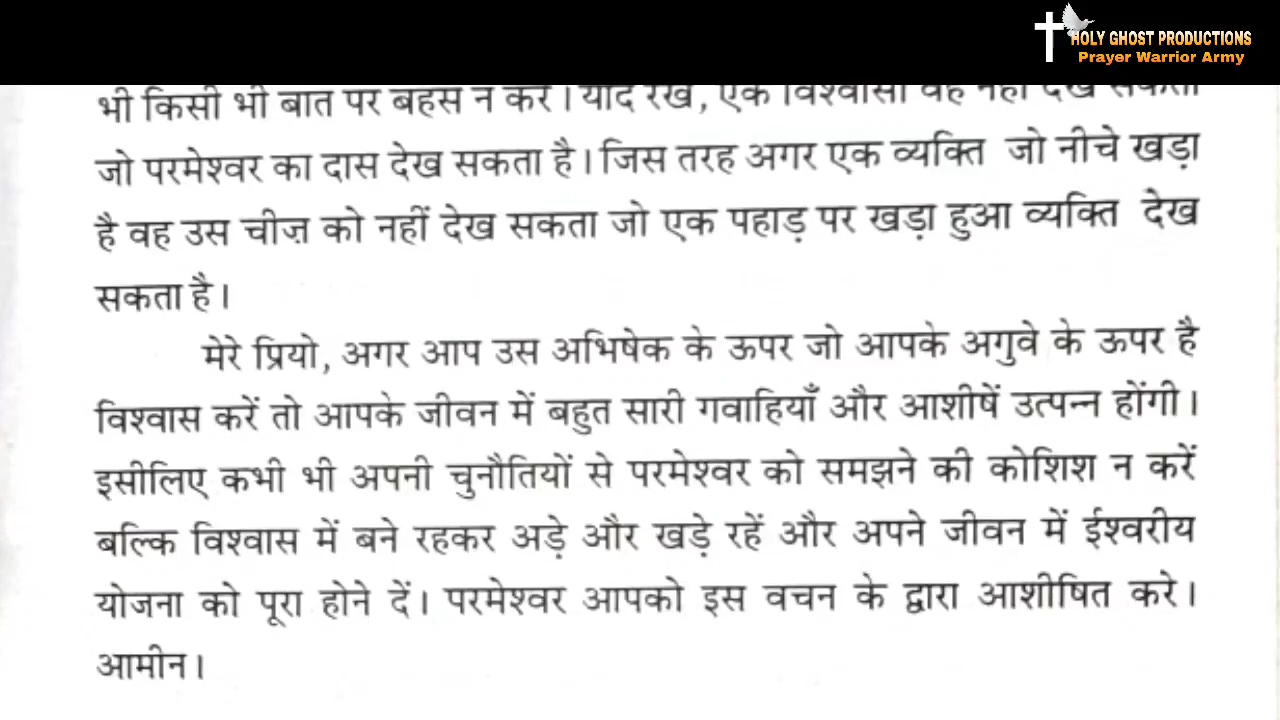 HOLY GHOST PRODUCTIONS
Prayer Warrior Army
भी किसी भी बात पर बहस न करें। याद रखें, एक विश्वासी वह नहीं देख सकता
जो परमेश्वर का दास देख सकता है। जिस तरह अगर एक व्यक्ति जो नीचे खड़ा
है वह उस चीज़ को नहीं देख सकता जो एक पहाड़ पर खड़ा हुआ व्यक्ति देख
सकता है।
मेरे प्रियो, अगर आप उस अभिषेक के ऊपर जो आपके अगुवे के ऊपर है
विश्वास करें तो आपके जीवन में बहुत सारी गवाहियाँ और आशीषें उत्पन्न होंगी।
इसीलिए कभी भी अपनी चुनौतियों से परमेश्वर को समझने की कोशिश न करें
बल्कि विश्वास में बने रहकर अड़े और खड़े रहें और अपने जीवन में ईश्वरीय
योजना को पूरा होने दें। परमेश्वर आपको इस वचन के द्वारा आशीषित करे।
आमीन।